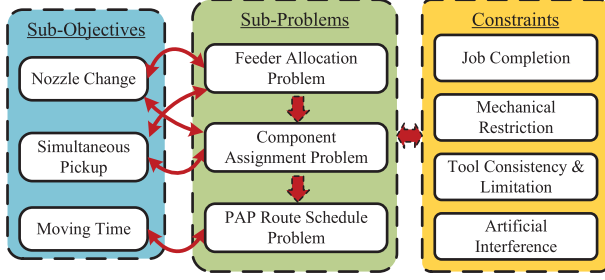 Sub-Objectives
Nozzle Change
Simultaneous
Pickup
Moving Time
Sub-Problems
Feeder Allocation
Problem
Component
Assignment Problem
PAP Route Schedule
Problem
Constraints
Job Completion
Mechanical
Restriction
Tool Consistency &
Limitation
Artificial
Interference